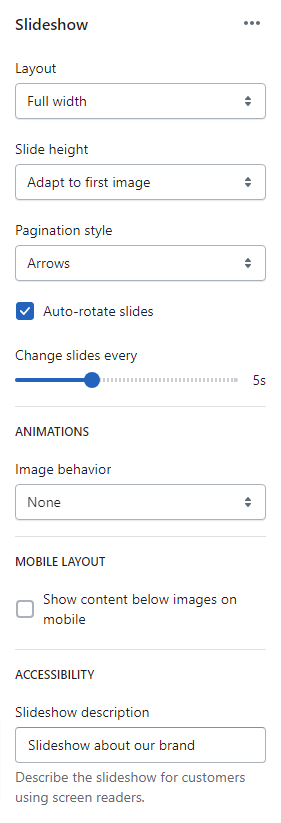 Slideshow
Layout
Full width
Slide height
Adapt to first image
Pagination style
Arrows
Auto-rotate slides
Change slides every
5s
ANIMATIONS
Image behavior
None
MOBILE LAYOUT
Show content below images on
mobile
ACCESSIBILITY
Slideshow description
Slideshow about our brand
Describe the slideshow for customers
using screen readers.